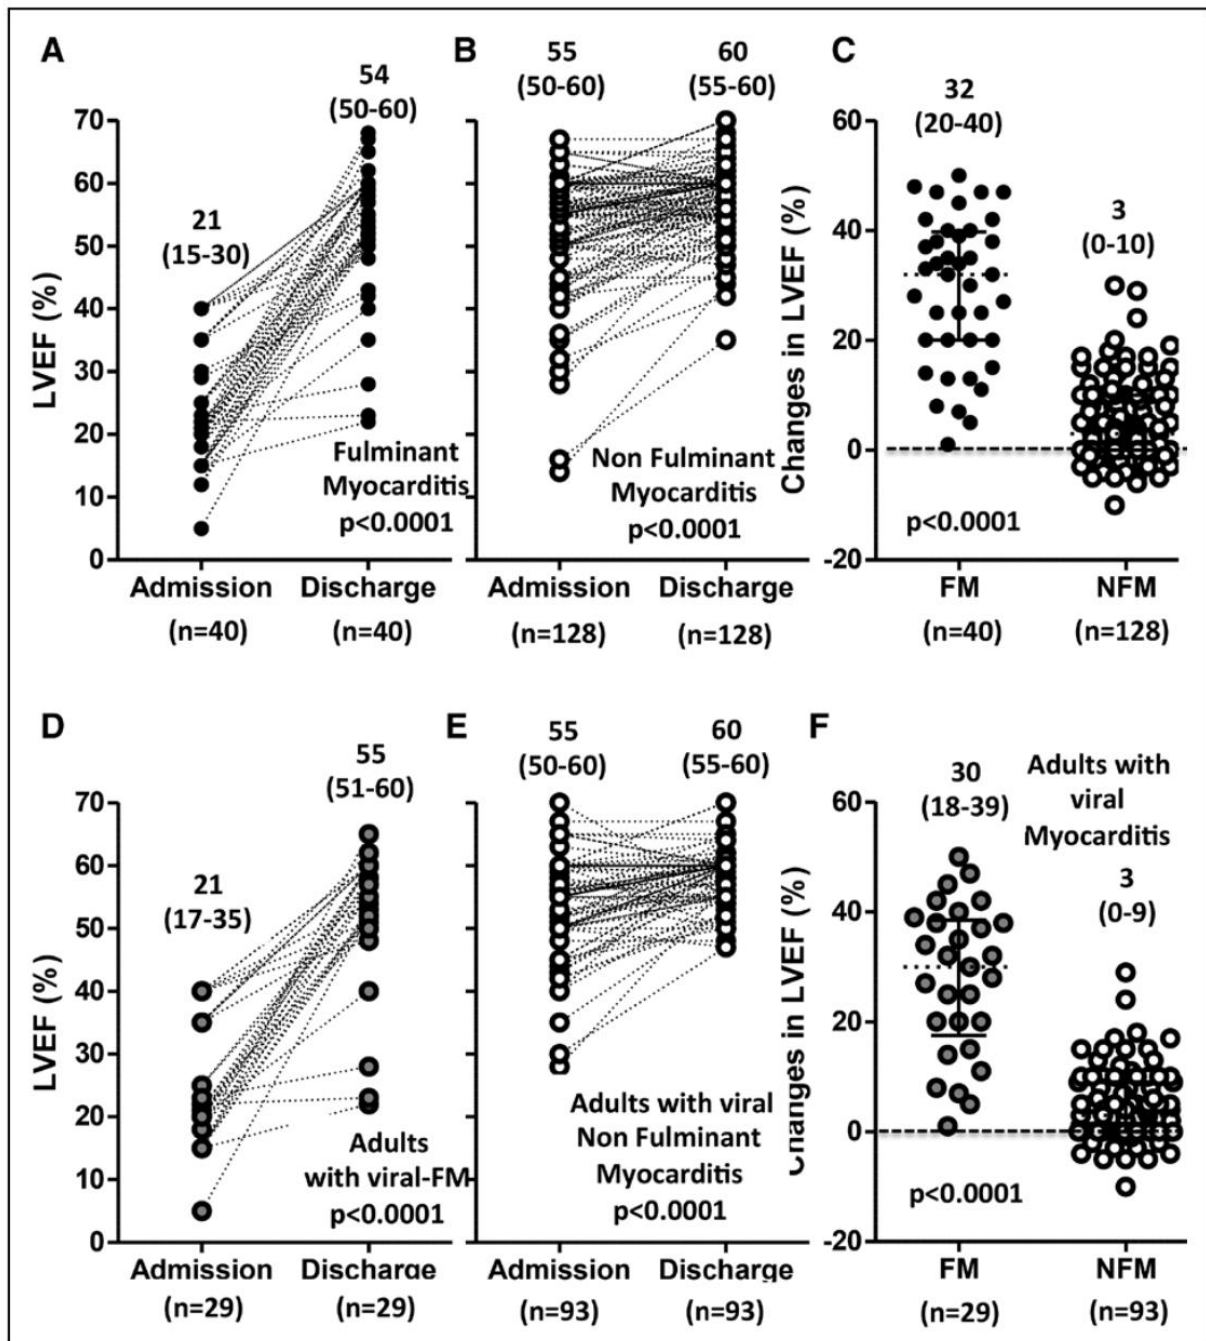 A
B
C
54
(50-60)
55
(50-60)
60
(55-60)
32
(20-40)
21
(15-30)
3
(0-10)
LVEF (%)
70
60
50
40
30
20
10
0
Fulminant
Myocarditis
p<0.0001
Non Fulminant
Myocarditis
p<0.0001
Changes in LVEF (%)
60
40
20
0
-20
p<0.0001
Admission
Discharge
Admission
Discharge
FM
NFM
(n=40)
(n=40)
(n=128)
(n=128)
(n=40)
(n=128)
D
E
F
55
(51-60)
55
(50-60)
60
(55-60)
30
(18-39)
Adults with
viral
Myocarditis
21
(17-35)
3
(0-9)
LVEF (%)
70
60
50
40
30
20
10
0
Adults
with viral-FM
p<0.0001
Adults with viral
Non Fulminant
Myocarditis
p<0.0001
Changes in LVEF (%)
60
40
20
0
-20
p<0.0001
Admission
Discharge
Admission
Discharge
FM
NFM
(n=29)
(n=29)
(n=93)
(n=93)
(n=29)
(n=93)